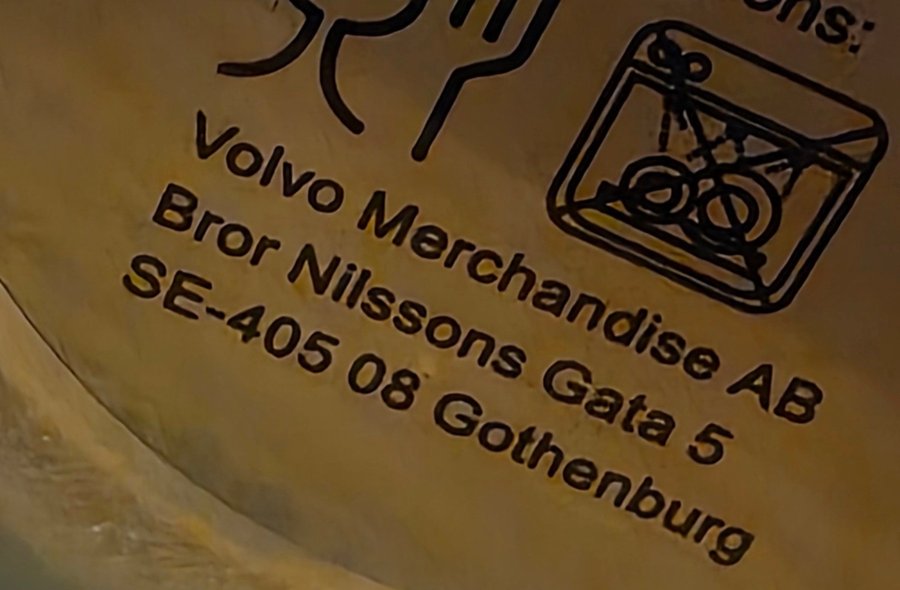 Volvo Merchandise AB
Bror Nilssons Gata 5
SE-405 08 Gothenburg